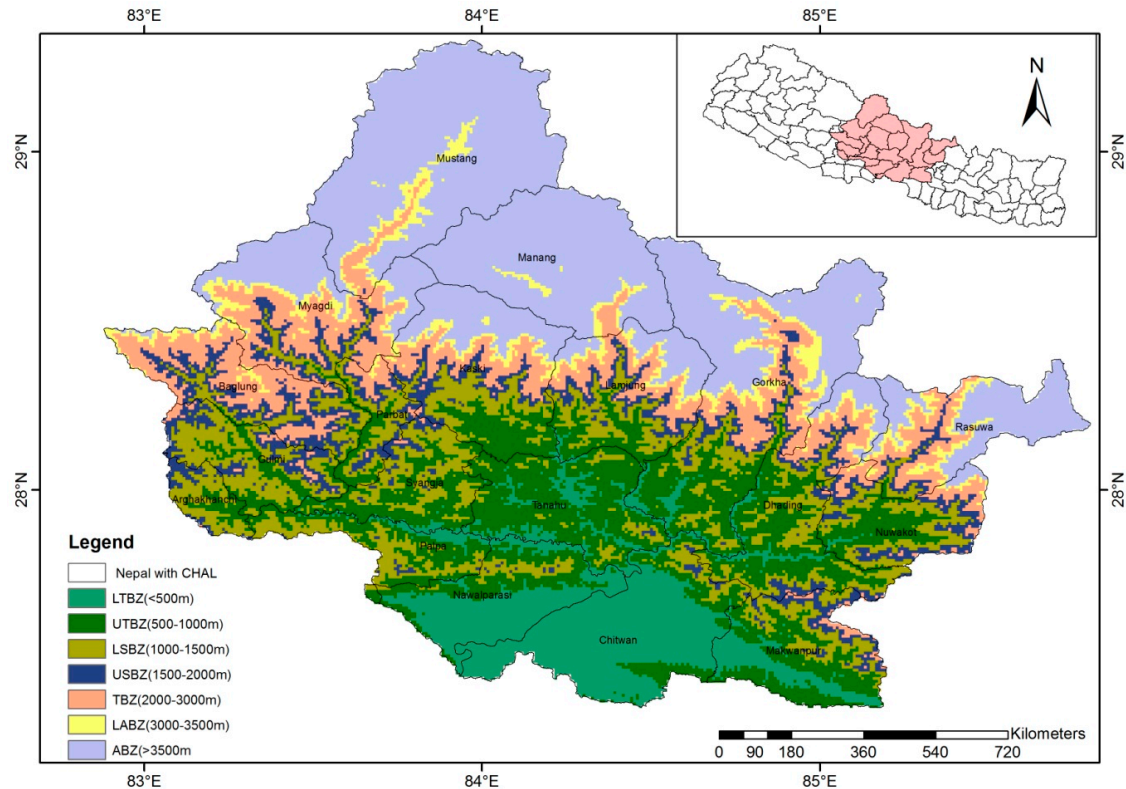 83°E 84°E 85°E
N
29°N 29°N
Mustang
Manang
Myagdi
Kaski
Baglung
Lamjung
Gorkha
Parbat
Rasuwa
Gulmi
28°N 28°N
Syangja
Arghakhanchi
Tanahu
Dhading
Nuwakot
Palpa
Nawalparasi
Chitwan
Makwanpur
Legend
Nepal with CHAL
LTBZ(<500m)
UTBZ(500-1000m)
LSBZ(1000-1500m)
USBZ(1500-2000m)
TBZ(2000-3000m)
LABZ(3000-3500m)
ABZ(>3500m
Kilometers
0 90 180 360 540 720
83°E 84°E 85°E